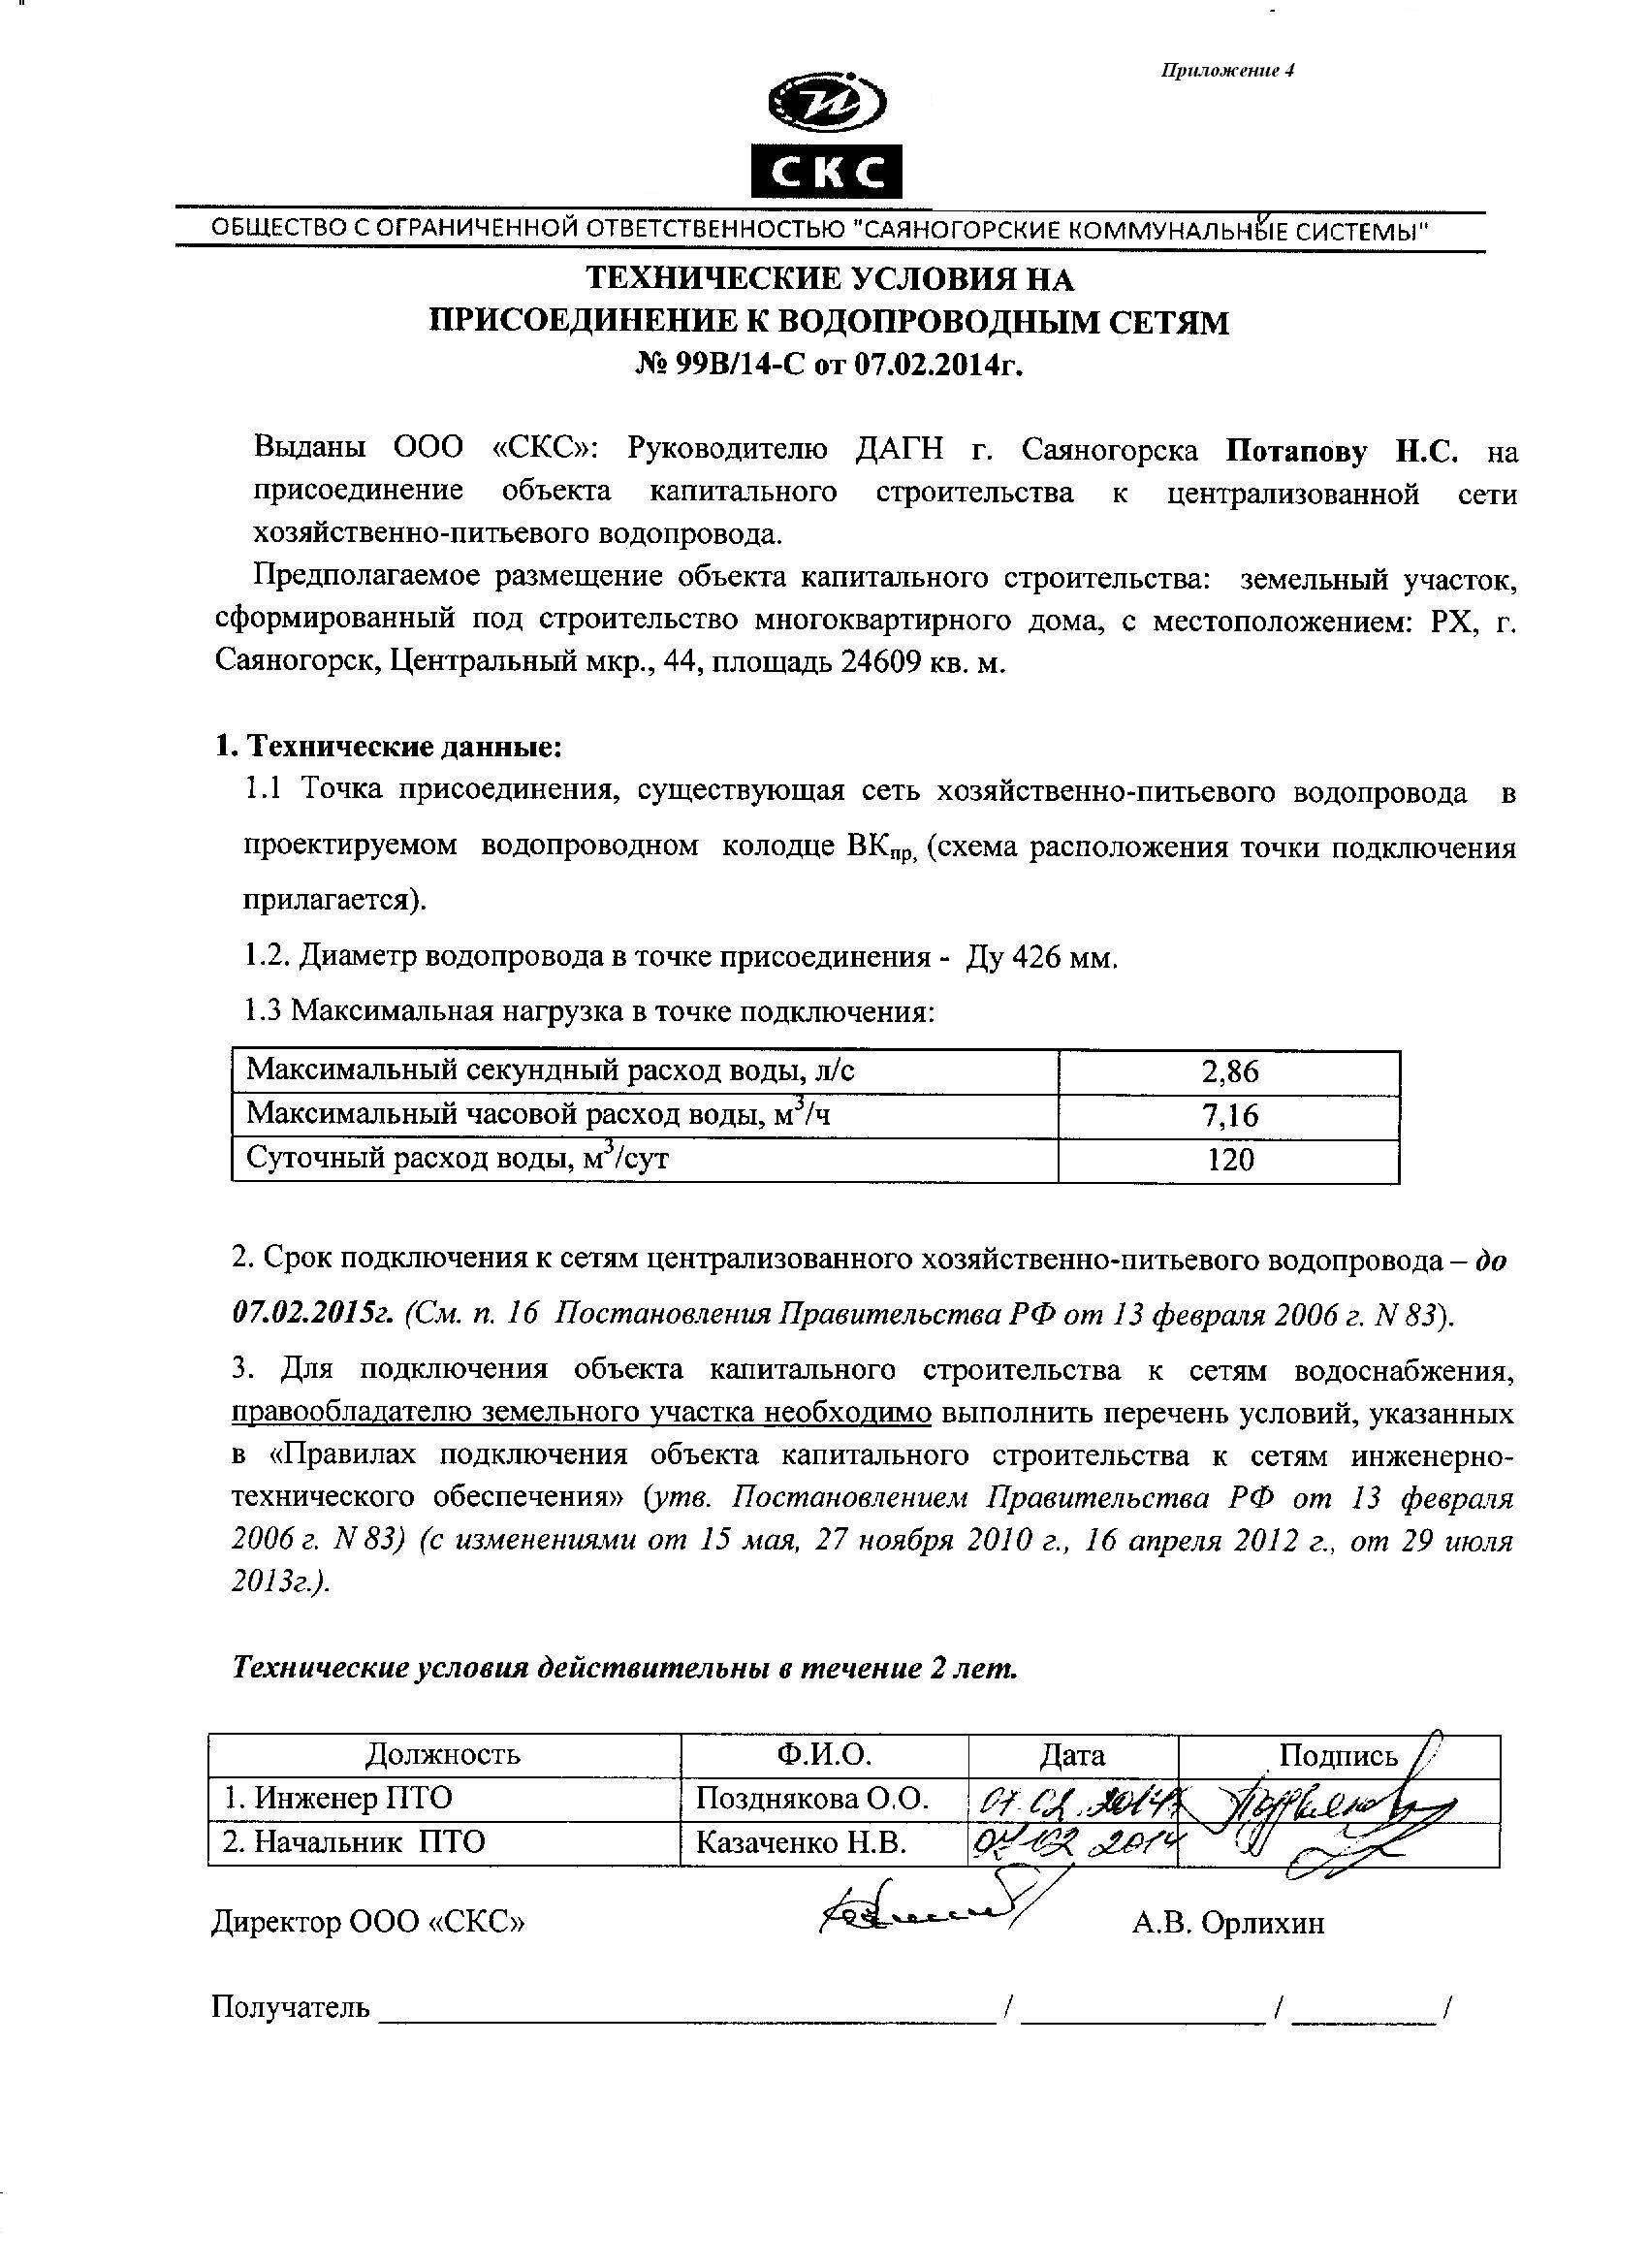 Приложение 4
СКС
ОБЩЕСТВО С ОГРАНИЧЕННОЙ ОТВЕТСТВЕННОСТЬЮ "САЯНОГОРСКИЕ КОММУНАЛЬНЫЕ СИСТЕМЫ"
ТЕХНИЧЕСКИЕ УСЛОВИЯ НА
ПРИСОЕДИНЕНИЕ К ВОДОПРОВОДНЫМ СЕТЯМ
№ 99В/14-С от 07.02.2014г.
Выданы ООО «СКС»: Руководителю ДАГН г. Саяногорска Потапову Н.С. на
присоединение объекта капитального строительства к централизованной сети
хозяйственно-питьевого водопровода.
Предполагаемое размещение объекта капитального строительства: земельный участок,
сформированный под строительство многоквартирного дома, с местоположением: РХ, г.
Саяногорск, Центральный мкр., 44, площадь 24609 кв. м.
1. Технические данные:
1.1 Точка присоединения, существующая сеть хозяйственно-питьевого водопровода в
проектируемом водопроводном колодце ВКпр, (схема расположения точки подключения
прилагается).
1.2. Диаметр водопровода в точке присоединения - Ду 426 мм.
1.3 Максимальная нагрузка в точке подключения:
Максимальный секундный расход воды, л/с 2,86
Максимальный часовой расход воды, м³/ч 7,16
Суточный расход воды, м³/сут 120
2. Срок подключения к сетям централизованного хозяйственно-питьевого водопровода – до
07.02.2015г. (См. п. 16 Постановления Правительства РФ от 13 февраля 2006 г. N 83).
3. Для подключения объекта капитального строительства к сетям водоснабжения,
правообладателю земельного участка необходимо выполнить перечень условий, указанных
в «Правилах подключения объекта капитального строительства к сетям инженерно-
технического обеспечения» (утв. Постановлением Правительства РФ от 13 февраля
2006 г. N 83) (с изменениями от 15 мая, 27 ноября 2010 г., 16 апреля 2012 г., от 29 июля
2013г.).
Технические условия действительны в течение 2 лет.
Должность Ф.И.О. Дата Подпись
1. Инженер ПТО Позднякова О.О. 07.02.2014
2. Начальник ПТО Казаченко Н.В. 07.02 2014
Директор ООО «СКС» А.В. Орлихин
Получатель / / /